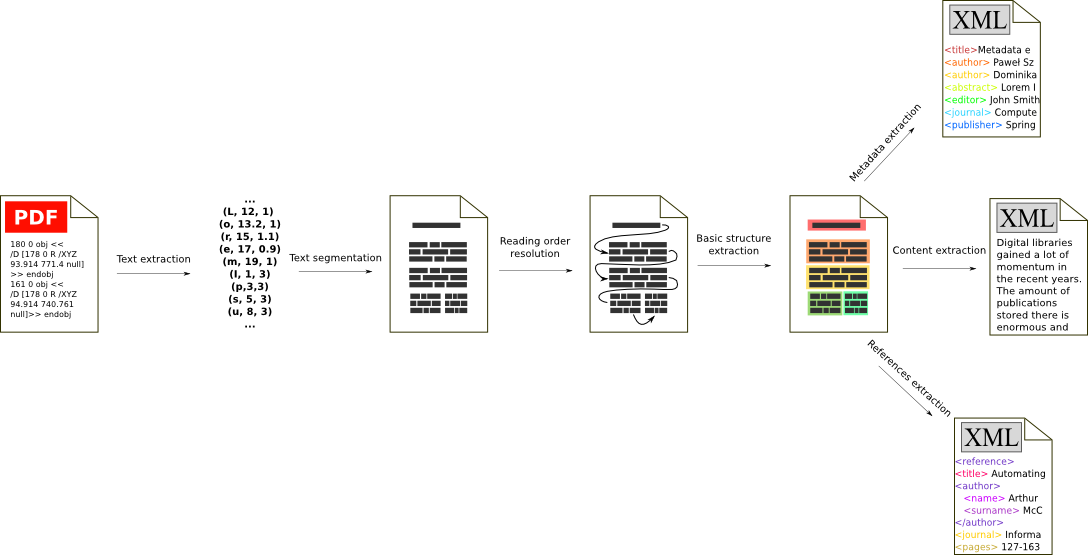 PDF
180 0 obj <<
/D [178 0 R /XYZ
93.914 771.4 null]
>> endobj
161 0 obj <<
/D [178 0 R /XYZ
94.914 740.761
null]>> endobj
Text extraction
...
(L, 12, 1)
(o, 13.2, 1)
(r, 15, 1.1)
(e, 17, 0.9)
(m, 19, 1)
(I, 1, 3)
(p,3,3)
(s, 5, 3)
(u, 8, 3)
...
Text segmentation
Reading order
resolution
Basic structure
extraction
Metadata extraction
XML
<title>Metadata e
<author> Paweł Sz
<author> Dominika
<abstract> Lorem I
<editor> John Smith
<journal> Compute
<publisher> Spring
Content extraction
XML
Digital libraries
gained a lot of
momentum in
the recent years.
The amount of
publications
stored there is
enormous and
References extraction
XML
<reference>
<title> Automating
<author>
<name> Arthur
<surname> McC
</author>
<journal> Informa
<pages> 127-163